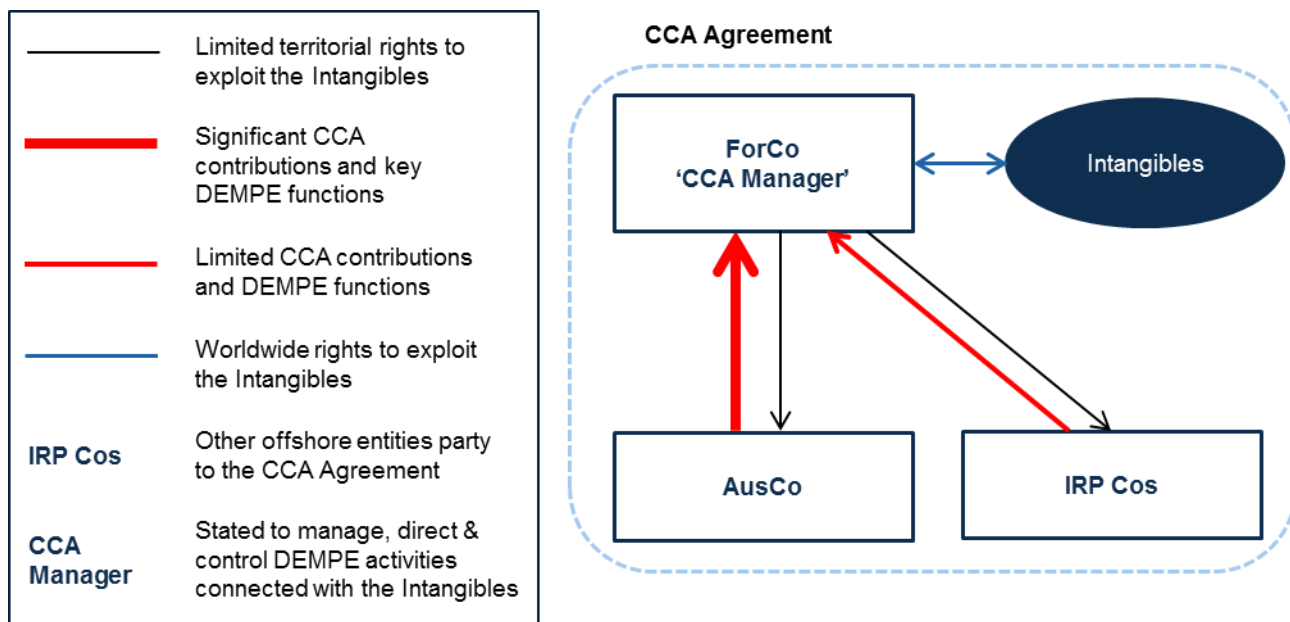 Limited territorial rights to
exploit the Intangibles
Significant CCA
contributions and key
DEMPE functions
Limited CCA contributions
and DEMPE functions
Worldwide rights to exploit
the Intangibles
IRP Cos
Other offshore entities party
to the CCA Agreement
CCA
Manager
Stated to manage, direct &
control DEMPE activities
connected with the Intangibles
CCA Agreement
ForCo
‘CCA Manager’
Intangibles
AusCo
IRP Cos